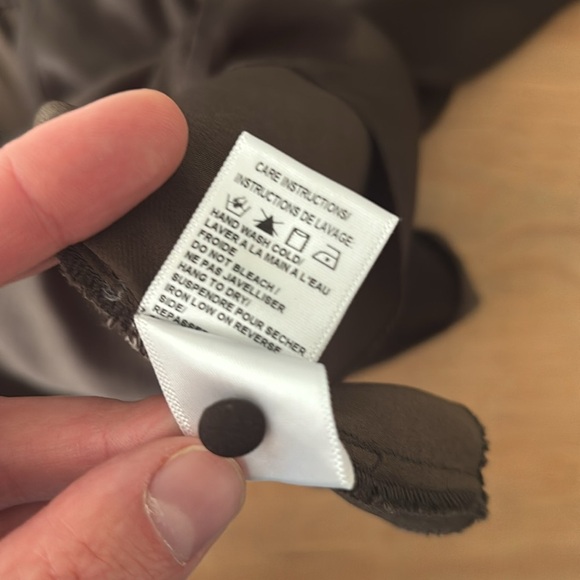 CARE INSTRUCTIONS/
INSTRUCTIONS DE LAVAGE:
HAND WASH COLD/
LAVER A LA MAIN A L'EAU
FROIDE
DO NOT BLEACH/
NE PAS JAVELLISER
HANG TO DRY/
SUSPENDRE POUR SECHER
IRON LOW ON REVERSE
SIDE/